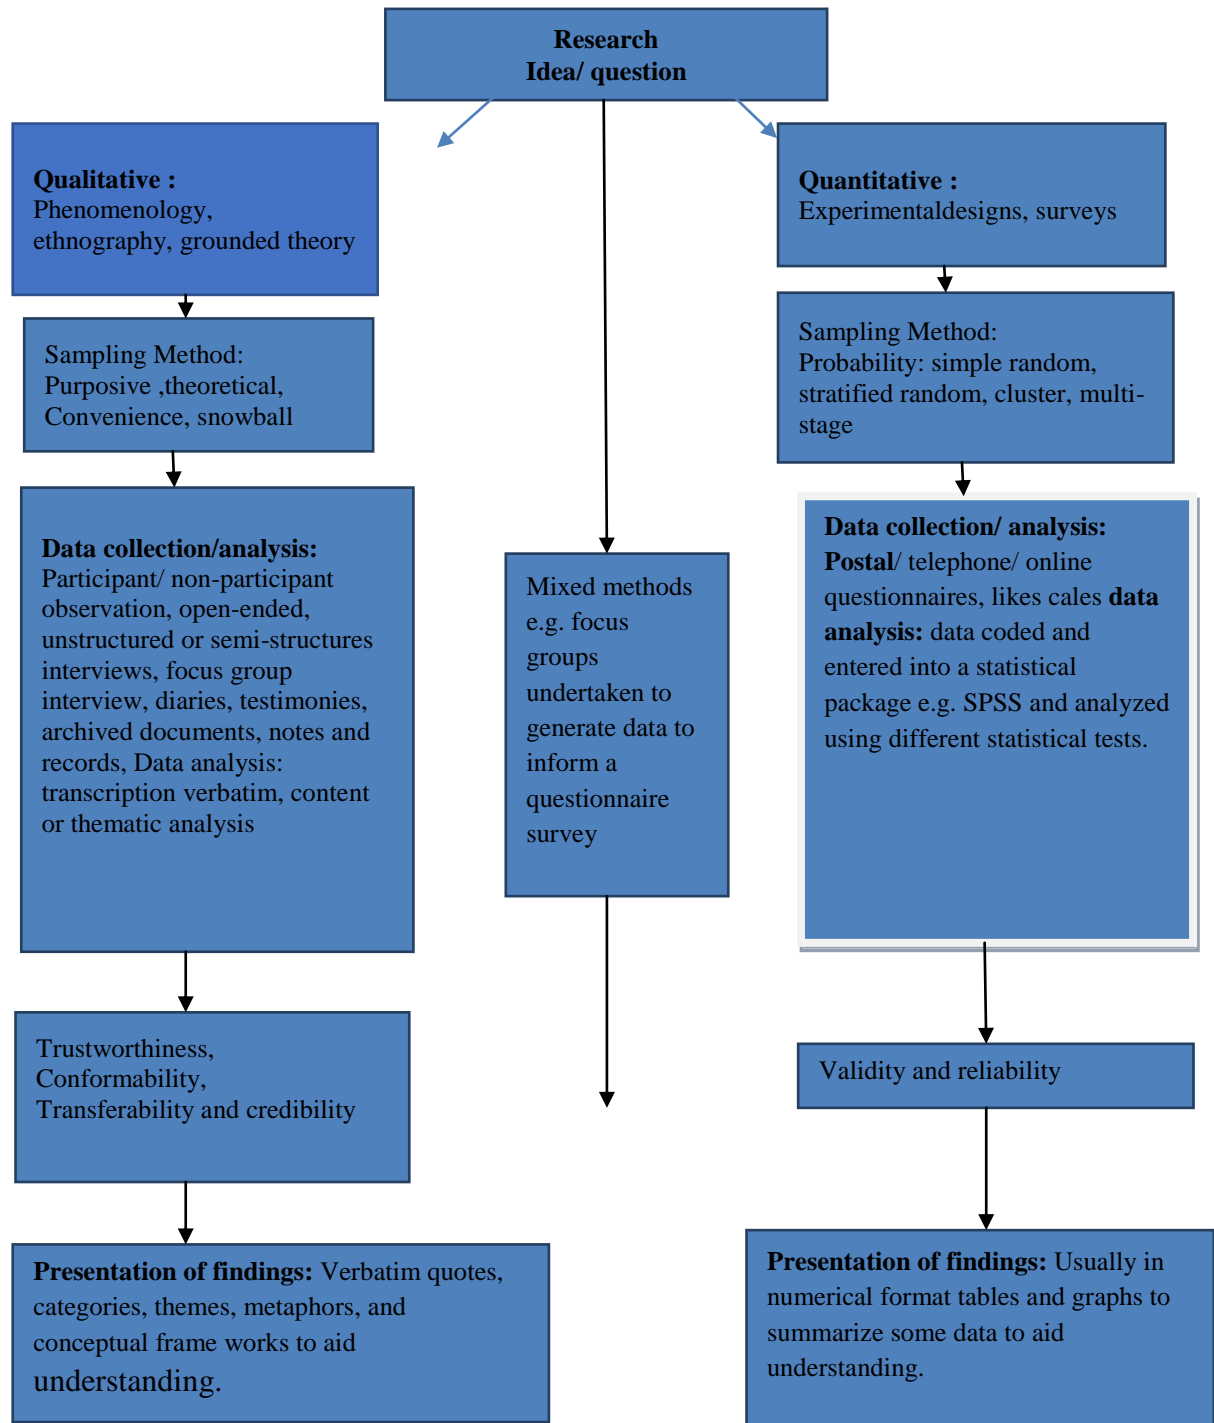 Research
Idea/ question
Qualitative :
Phenomenology,
ethnography, grounded theory
Quantitative :
Experimentaldesigns, surveys
Sampling Method:
Purposive ,theoretical,
Convenience, snowball
Sampling Method:
Probability: simple random,
stratified random, cluster, multi-
stage
Data collection/analysis:
Participant/ non-participant
observation, open-ended,
unstructured or semi-structures
interviews, focus group
interview, diaries, testimonies,
archived documents, notes and
records, Data analysis:
transcription verbatim, content
or thematic analysis
Mixed methods
e.g. focus
groups
undertaken to
generate data to
inform a
questionnaire
survey
Data collection/ analysis:
Postal/ telephone/ online
questionnaires, likes cales data
analysis: data coded and
entered into a statistical
package e.g. SPSS and analyzed
using different statistical tests.
Trustworthiness,
Conformability,
Transferability and credibility
Validity and reliability
Presentation of findings: Verbatim quotes,
categories, themes, metaphors, and
conceptual frame works to aid
understanding.
Presentation of findings: Usually in
numerical format tables and graphs to
summarize some data to aid
understanding.